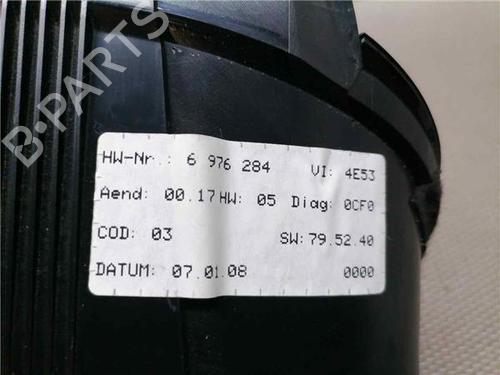 B-PARTS
HW-Nr.: 6 976 284 VI: 4E53
Aend: 00.17 HW: 05 Diag: 0CF0
COD: 03 SW: 79.52.40
DATUM: 07.01.08 0000